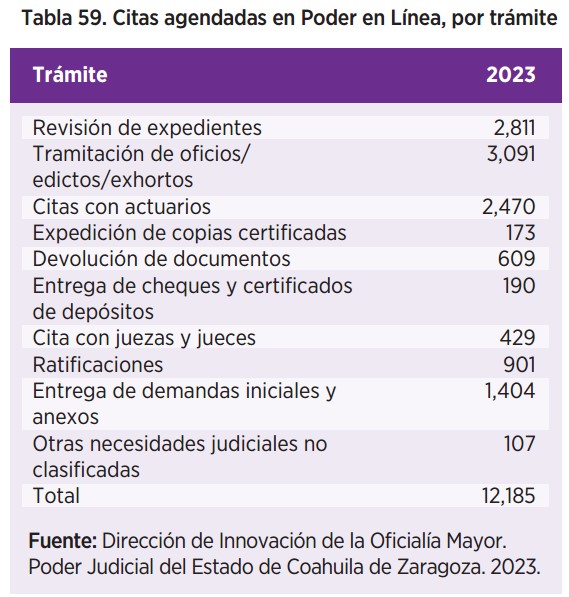 Tabla 59. Citas agendadas en Poder en Línea, por trámite
Trámite 2023
Revisión de expedientes 2,811
Tramitación de oficios/ 3,091
edictos/exhortos
Citas con actuarios 2,470
Expedición de copias certificadas 173
Devolución de documentos 609
Entrega de cheques y certificados 190
de depósitos
Cita con juezas y jueces 429
Ratificaciones 901
Entrega de demandas iniciales y 1,404
anexos
Otras necesidades judiciales no 107
clasificadas
Total 12,185
Fuente: Dirección de Innovación de la Oficialía Mayor.
Poder Judicial del Estado de Coahuila de Zaragoza. 2023.